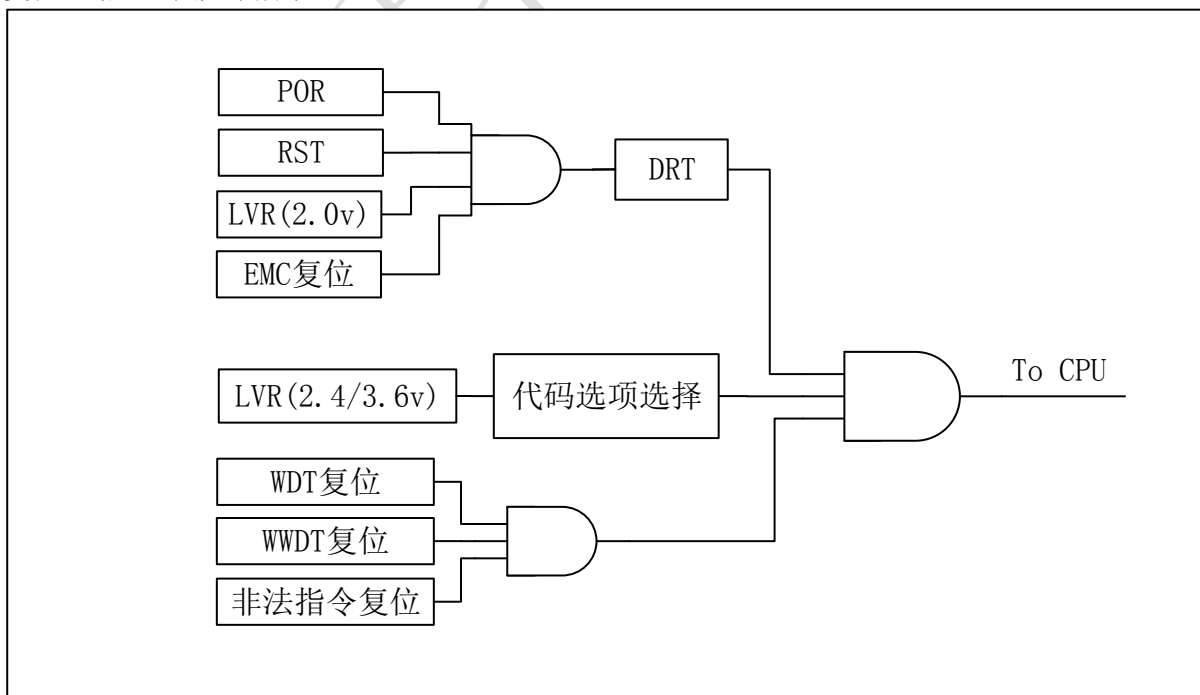 POR
RST
DRT
LVR(2.0v)
EMC复位
To CPU
LVR(2.4/3.6v)
代码选项选择
WDT复位
WWDT复位
非法指令复位